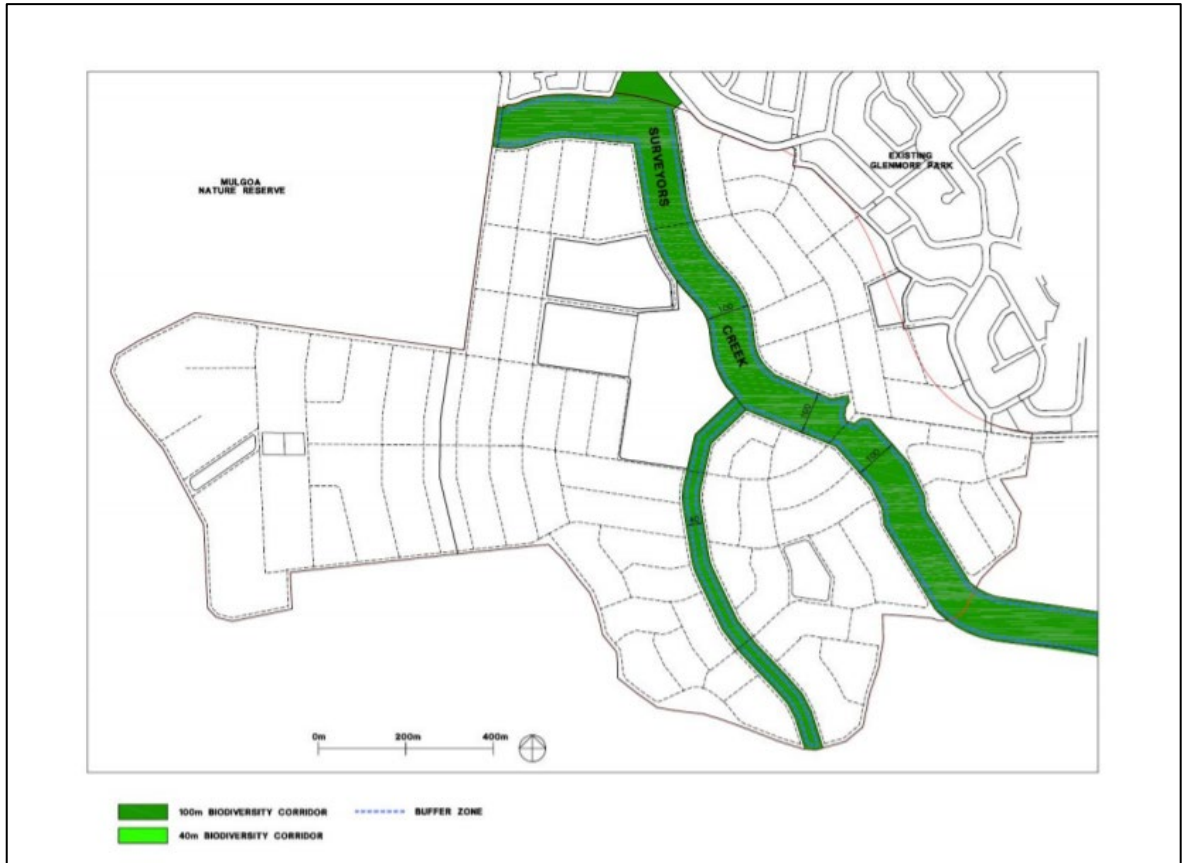 SURVEYORS
EXISTING
GLENMORE PARK
MULGOA
NATURE RESERVE
100
CREEK
100
100
40
0m 200m 400m
100m BIODIVERSITY CORRIDOR
BUFFER ZONE
40m BIODIVERSITY CORRIDOR